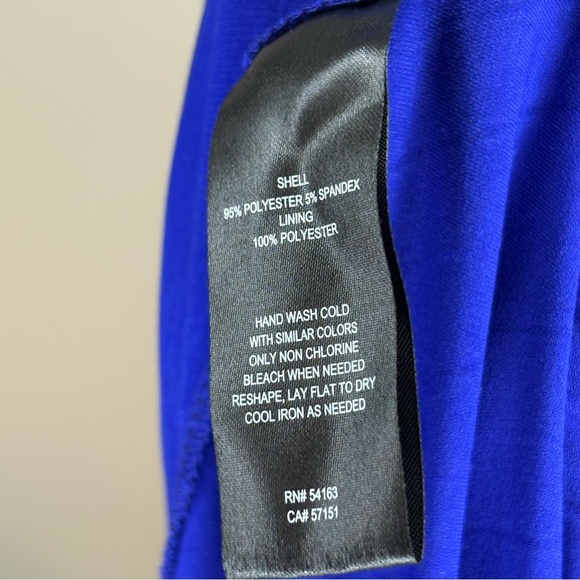 SHELL
95% POLYESTER 5% SPANDEX
LINING
100% POLYESTER
HAND WASH COLD
WITH SIMILAR COLORS
ONLY NON CHLORINE
BLEACH WHEN NEEDED
RESHAPE, LAY FLAT TO DRY
COOL IRON AS NEEDED
RN# 54163
CA# 57151